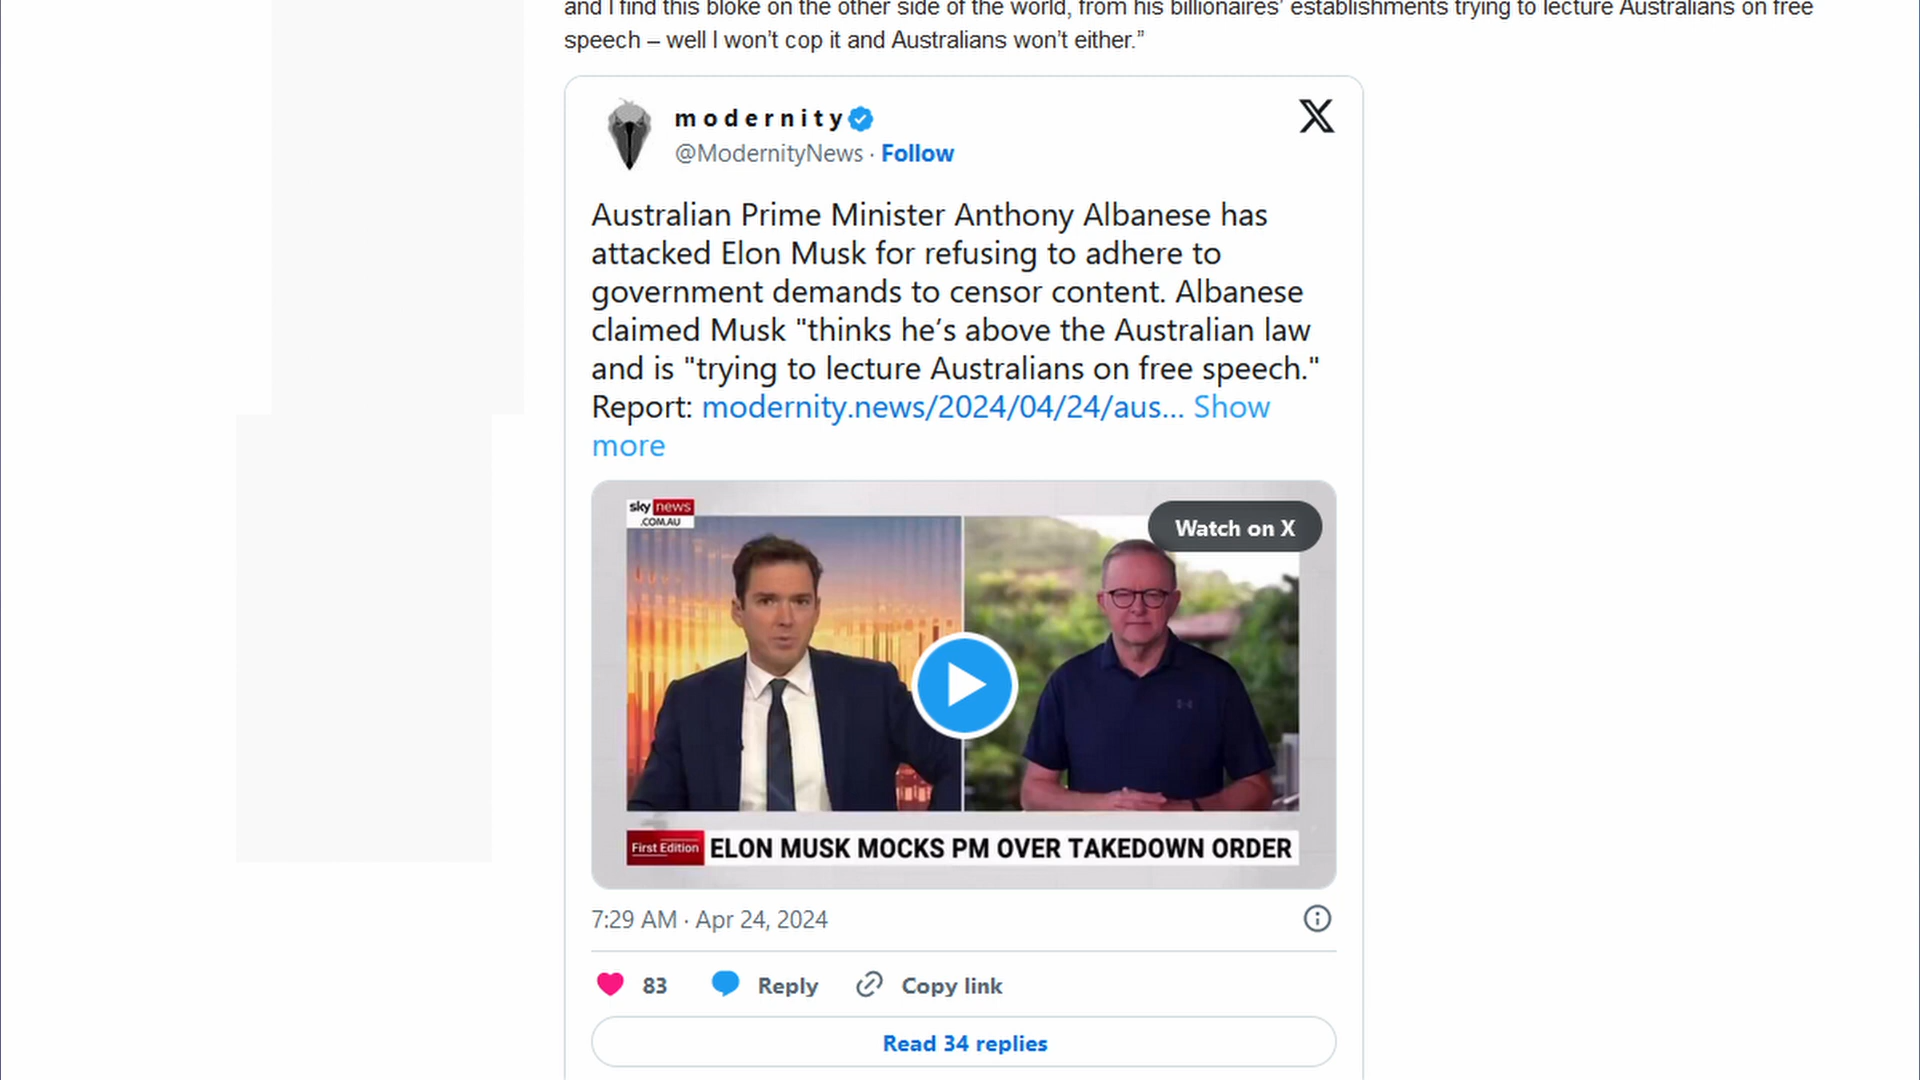 and I find this bloke on the other side of the world, from his billionaires’ establishments trying to lecture Australians on free
speech – well I won’t cop it and Australians won’t either.”
modernity
@ModernityNews · Follow
Australian Prime Minister Anthony Albanese has
attacked Elon Musk for refusing to adhere to
government demands to censor content. Albanese
claimed Musk "thinks he’s above the Australian law
and is "trying to lecture Australians on free speech."
Report: modernity.news/2024/04/24/aus... Show
more
sky news
.COM.AU
Watch on X
First Edition ELON MUSK MOCKS PM OVER TAKEDOWN ORDER
7:29 AM · Apr 24, 2024
83 Reply Copy link
Read 34 replies